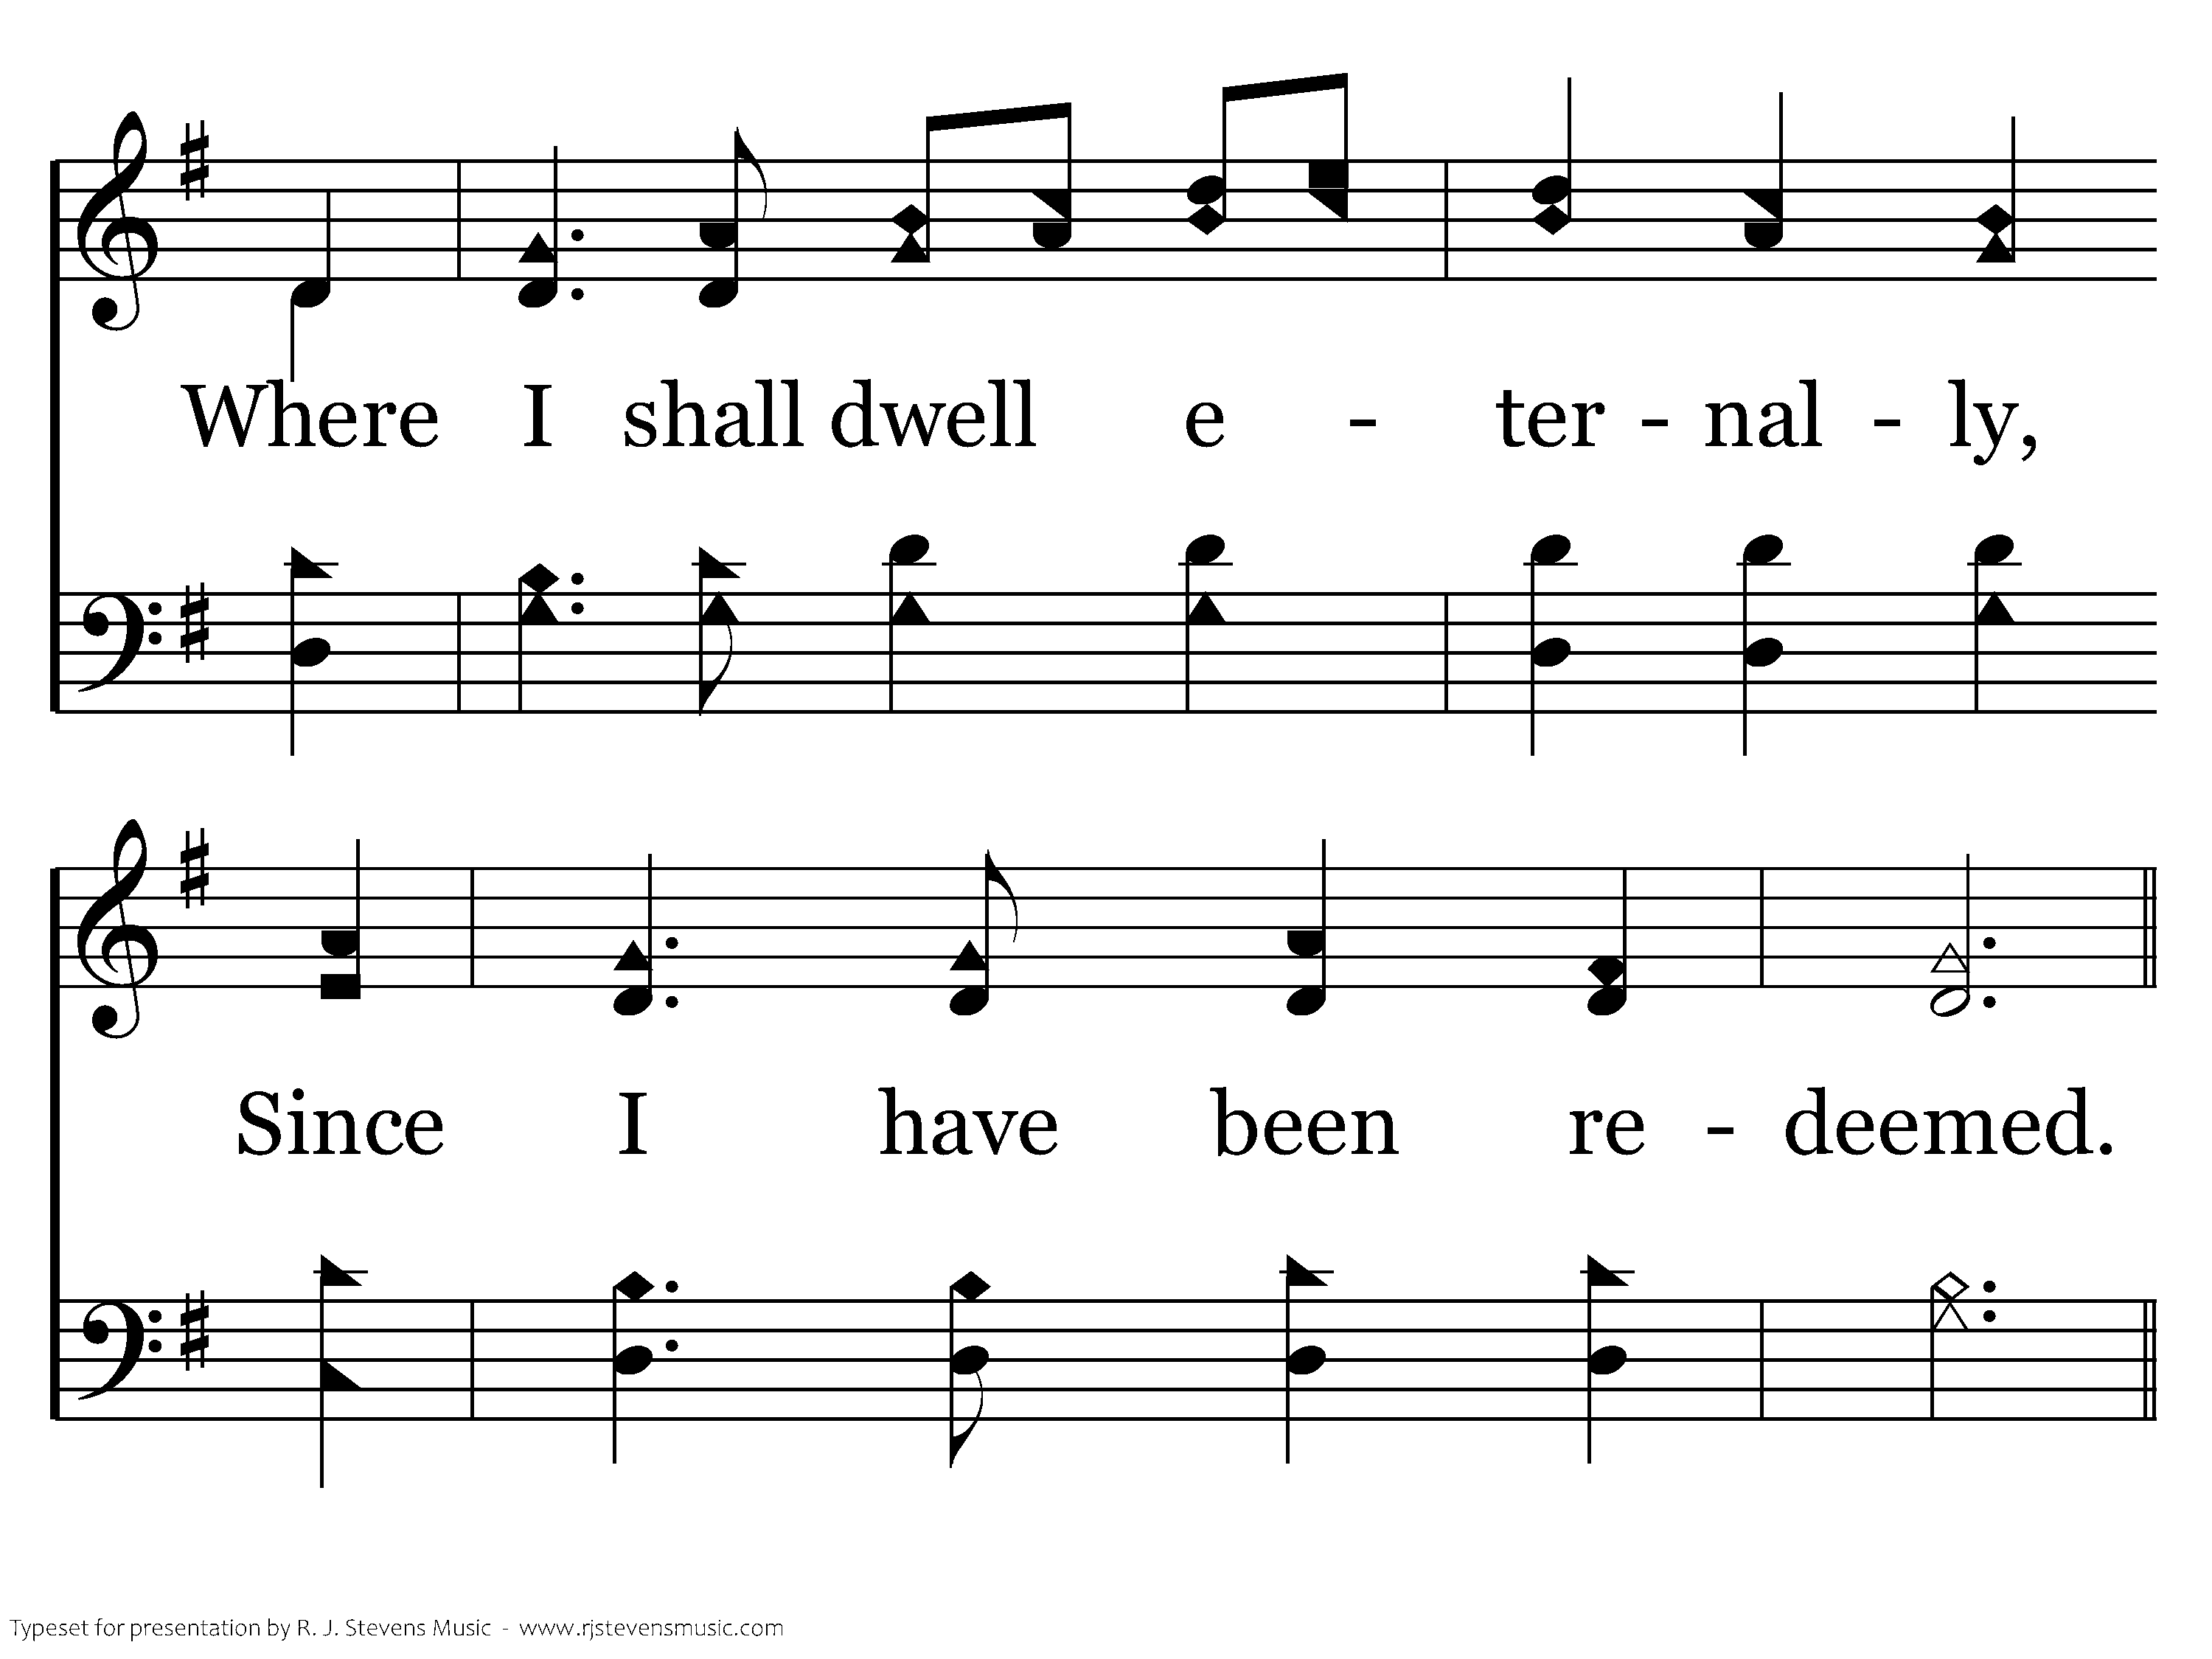 Where I shall dwell e - ter - nal - ly,
Since I have been re - deemed.
Typeset for presentation by R. J. Stevens Music - www.rjstevensmusic.com